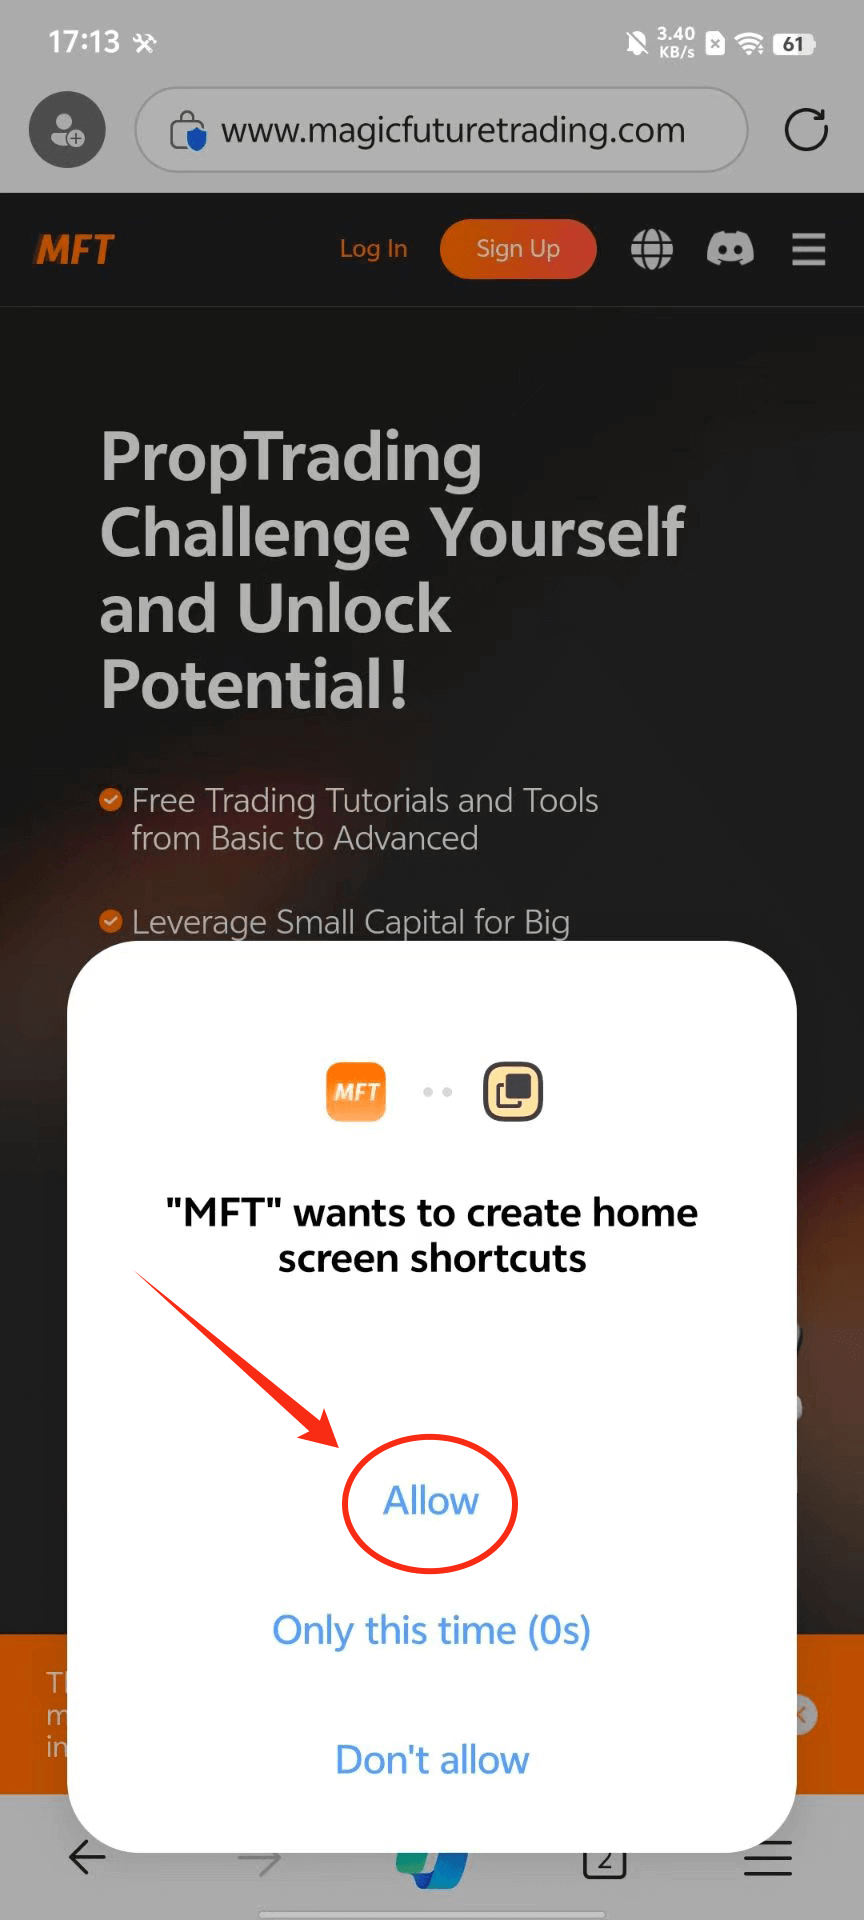 17:13
3.40
KB/s
61
www.magicfuturetrading.com
MFT
Log In
Sign Up
PropTrading
Challenge Yourself
and Unlock
Potential!
Free Trading Tutorials and Tools
from Basic to Advanced
Leverage Small Capital for Big
MFT
"MFT" wants to create home
screen shortcuts
Allow
Only this time (0s)
Don't allow
2